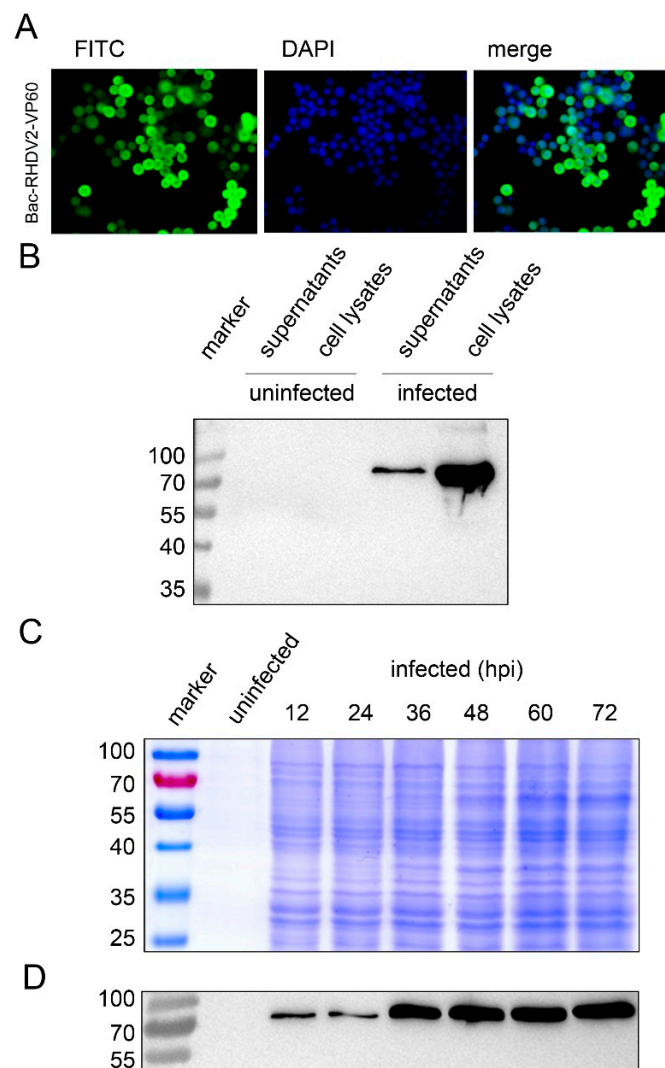 A
FITC DAPI merge
Bac-RHDV2-VP60
B
marker supernatants cell lysates supernatants cell lysates
uninfected infected
100
70
55
40
35
C
marker uninfected infected (hpi)
12 24 36 48 60 72
100
70
55
40
35
25
D
100
70
55